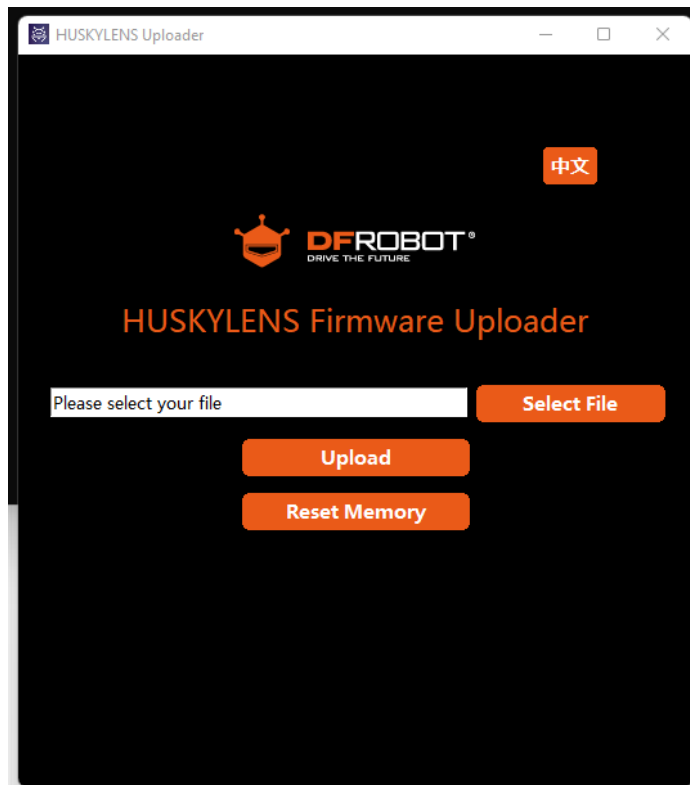 HUSKYLENS Uploader
中文
DFROBOT®
DRIVE THE FUTURE
HUSKYLENS Firmware Uploader
Please select your file
Select File
Upload
Reset Memory